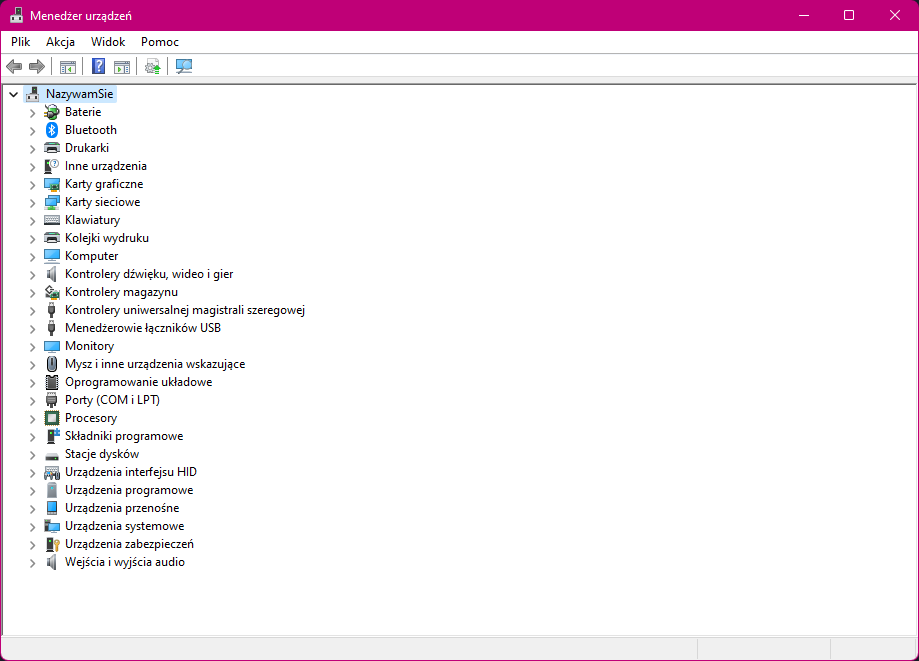 Menedżer urządzeń
Plik Akcja Widok Pomoc
NazywamSie
Baterie
Bluetooth
Drukarki
Inne urządzenia
Karty graficzne
Karty sieciowe
Klawiatury
Kolejki wydruku
Komputer
Kontrolery dźwięku, wideo i gier
Kontrolery magazynu
Kontrolery uniwersalnej magistrali szeregowej
Menedżerowie łączników USB
Monitory
Mysz i inne urządzenia wskazujące
Oprogramowanie układowe
Porty (COM i LPT)
Procesory
Składniki programowe
Stacje dysków
Urządzenia interfejsu HID
Urządzenia programowe
Urządzenia przenośne
Urządzenia systemowe
Urządzenia zabezpieczeń
Wejścia i wyjścia audio